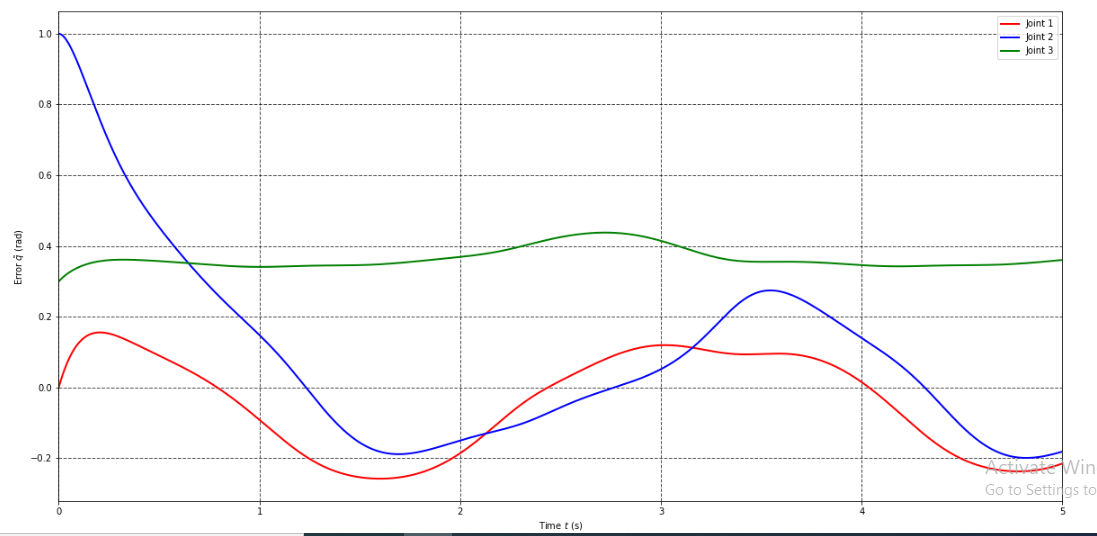 Joint 1
Joint 2
Joint 3
1.0
0.8
0.6
0.4
0.2
0.0
−0.2
Error q̃ (rad)
0 1 2 3 4 5
Time t (s)
Activate Win
Go to Settings to